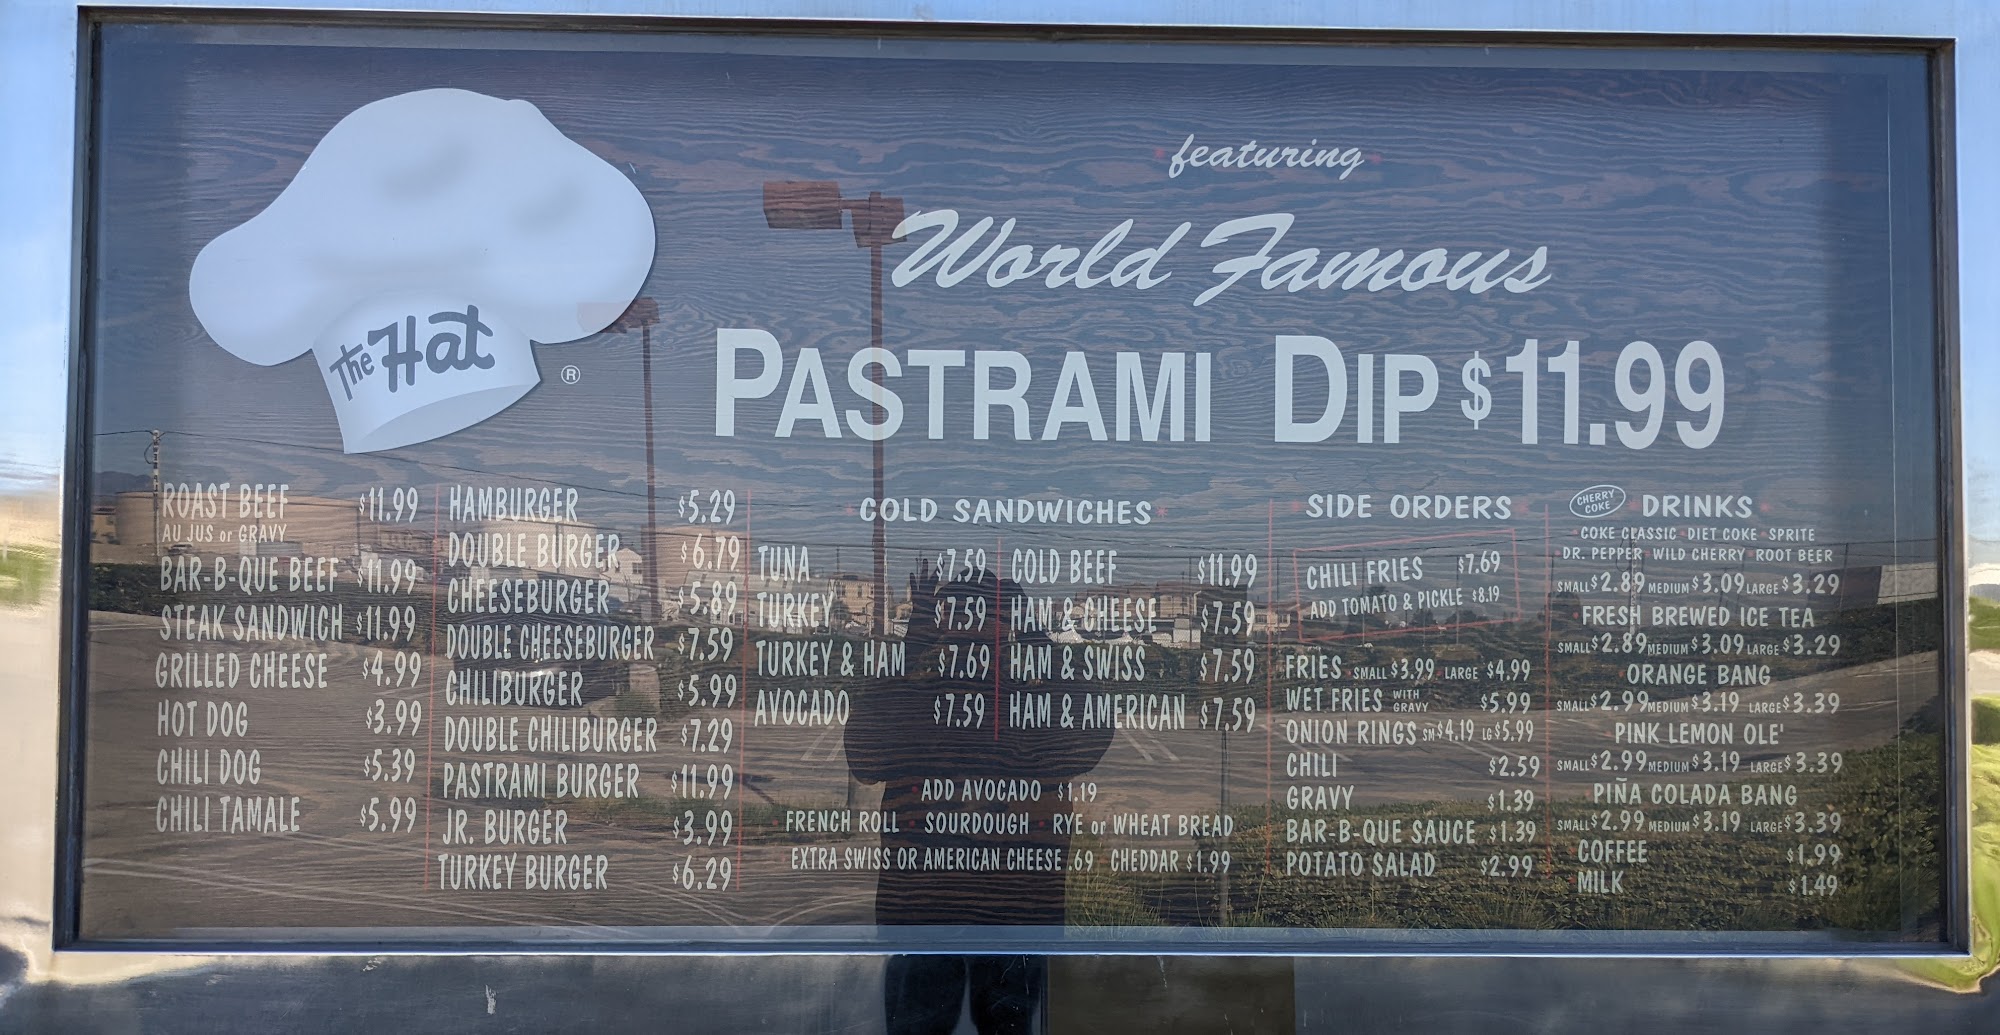 The Hat ®
featuring
World Famous
PASTRAMI DIP $11.99
ROAST BEEF $11.99
AU JUS or GRAVY
BAR-B-QUE BEEF $11.99
STEAK SANDWICH $11.99
GRILLED CHEESE $4.99
HOT DOG $3.99
CHILI DOG $5.39
CHILI TAMALE $5.99
HAMBURGER $5.29
DOUBLE BURGER $6.79
CHEESEBURGER $5.89
DOUBLE CHEESEBURGER $7.59
CHILIBURGER $5.99
DOUBLE CHILIBURGER $7.29
PASTRAMI BURGER $11.99
JR. BURGER $3.99
TURKEY BURGER $6.29
COLD SANDWICHES
TUNA $7.59
TURKEY $7.59
TURKEY & HAM $7.69
AVOCADO $7.59
COLD BEEF $11.99
HAM & CHEESE $7.59
HAM & SWISS $7.59
HAM & AMERICAN $7.59
ADD AVOCADO $1.19
FRENCH ROLL SOURDOUGH RYE or WHEAT BREAD
EXTRA SWISS OR AMERICAN CHEESE .69 CHEDDAR $1.99
SIDE ORDERS
CHILI FRIES $7.69
ADD TOMATO & PICKLE $8.19
FRIES SMALL $3.99 LARGE $4.99
WET FRIES WITH GRAVY $5.99
ONION RINGS SM $4.19 LG $5.99
CHILI $2.59
GRAVY $1.39
BAR-B-QUE SAUCE $1.39
POTATO SALAD $2.99
CHERRY COKE DRINKS
COKE CLASSIC DIET COKE SPRITE
DR. PEPPER WILD CHERRY ROOT BEER
SMALL $2.89 MEDIUM $3.09 LARGE $3.29
FRESH BREWED ICE TEA
SMALL $2.89 MEDIUM $3.09 LARGE $3.29
ORANGE BANG
SMALL $2.99 MEDIUM $3.19 LARGE $3.39
PINK LEMON OLE'
SMALL $2.99 MEDIUM $3.19 LARGE $3.39
PIÑA COLADA BANG
SMALL $2.99 MEDIUM $3.19 LARGE $3.39
COFFEE $1.99
MILK $1.49